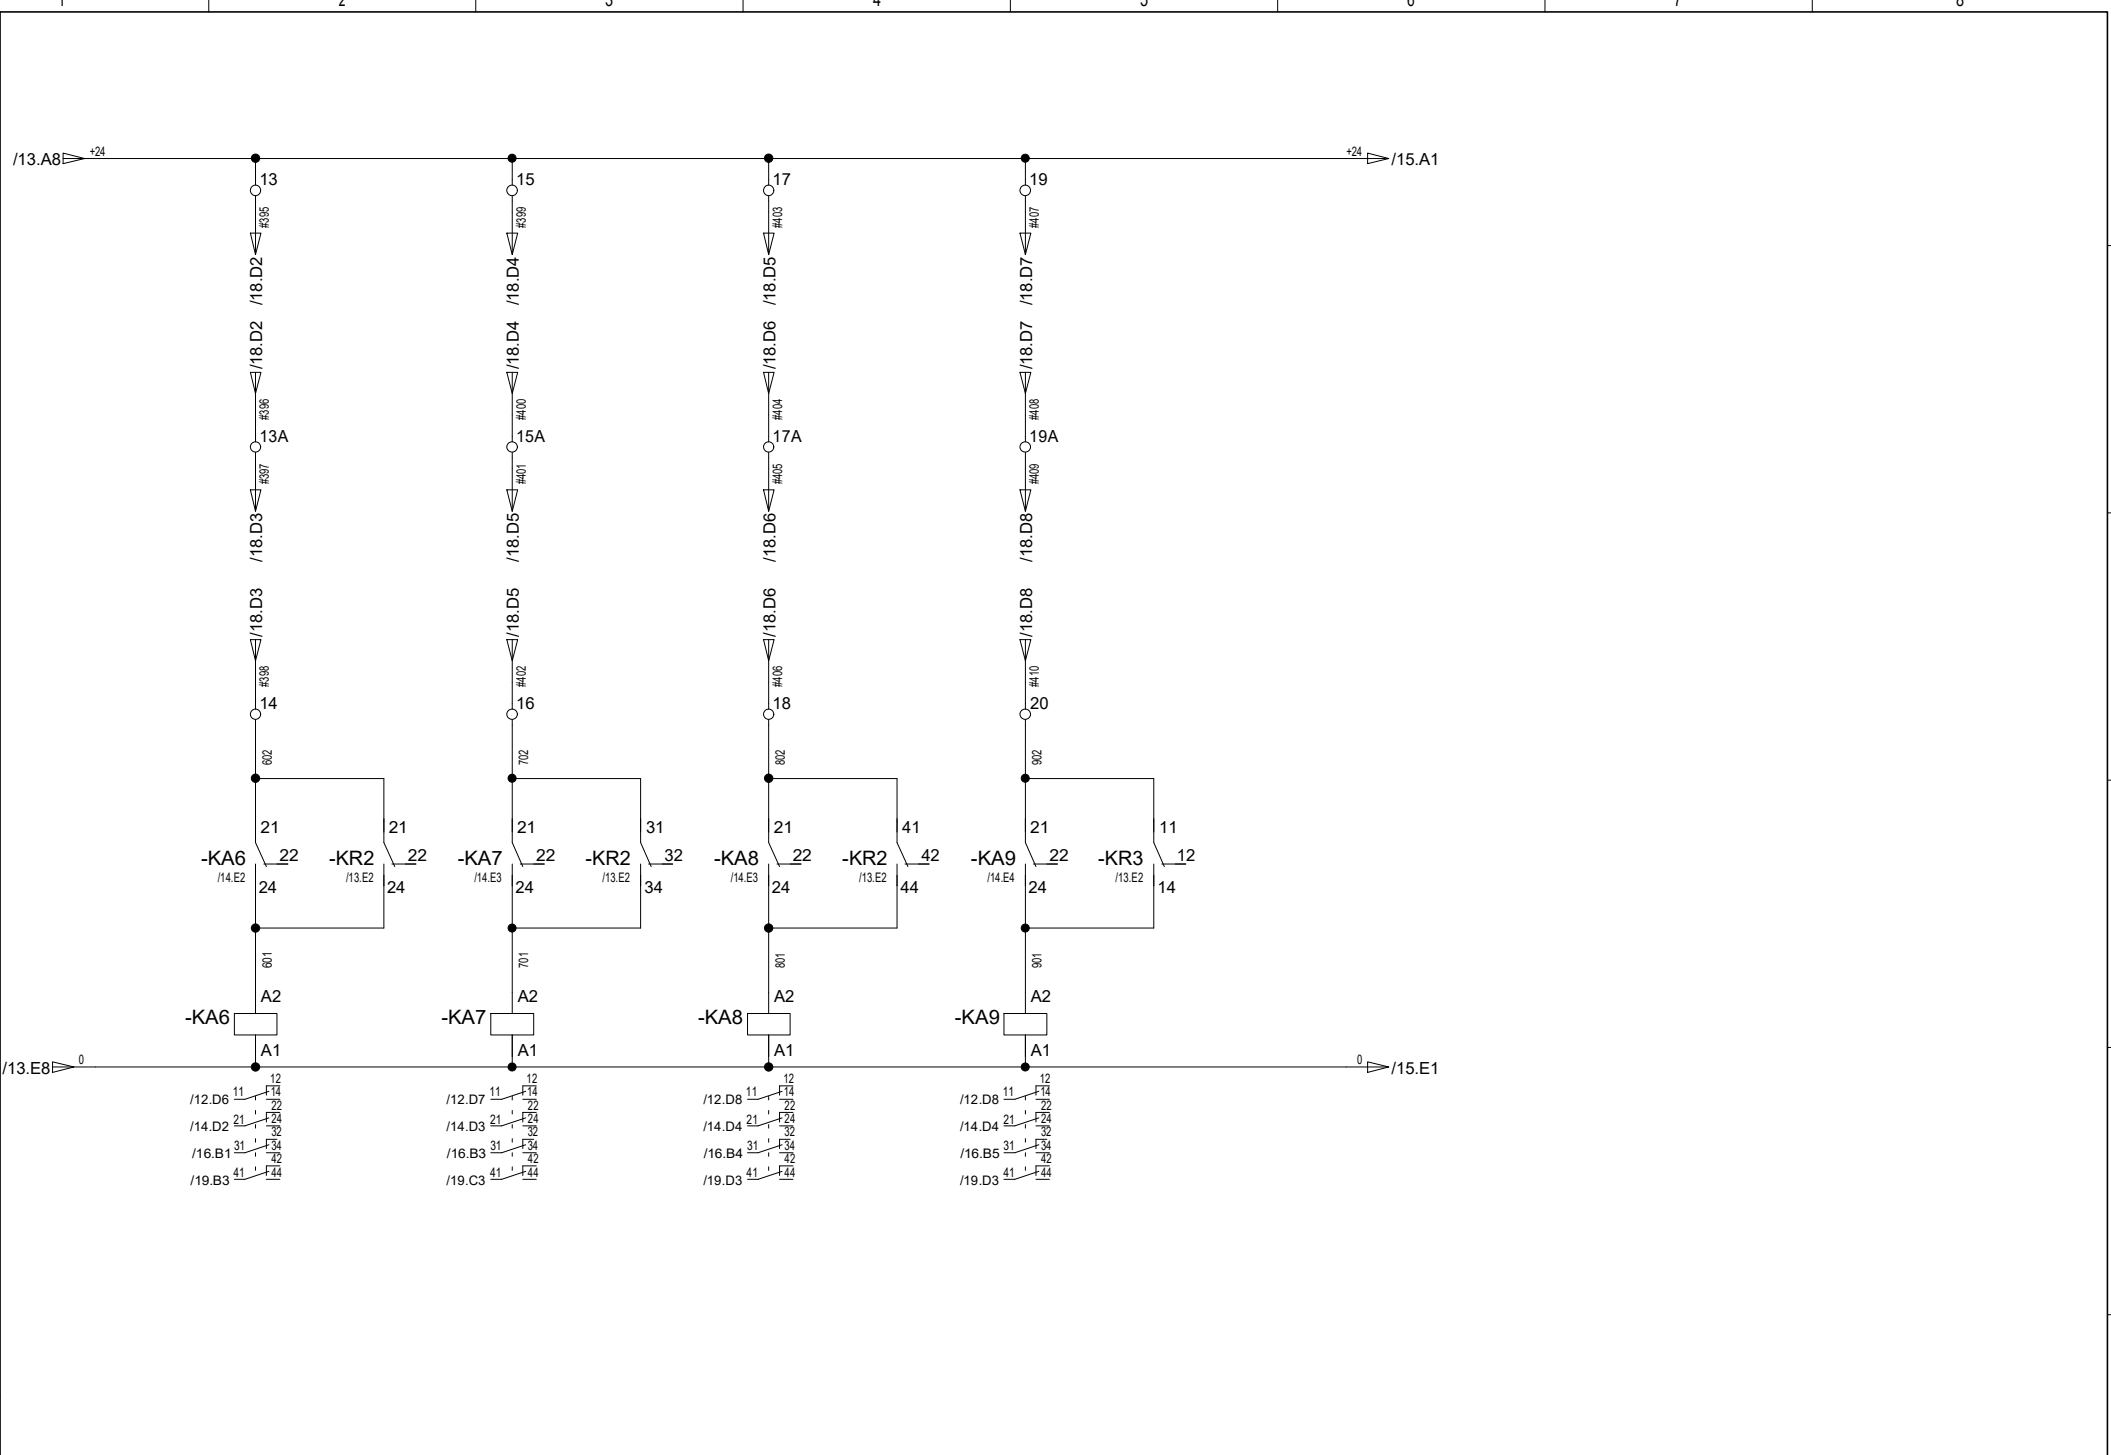 1 2 3 4 5 6 7 8
/13.A8 +24 +24 /15.A1
13 15 17 19
#395 #399 #403 #407
/18.D2 /18.D4 /18.D5 /18.D7
/18.D2 /18.D4 /18.D6 /18.D7
#396 #400 #404 #408
13A 15A 17A 19A
#397 #401 #405 #409
/18.D3 /18.D5 /18.D6 /18.D8
/18.D3 /18.D5 /18.D6 /18.D8
#398 #402 #406 #410
14 16 18 20
602 702 802 902
21 21 21 31 21 41 21 11
-KA6 22 -KR2 22 -KA7 22 -KR2 32 -KA8 22 -KR2 42 -KA9 22 -KR3 12
/14.E2 /13.E2 /14.E3 /13.E2 /14.E3 /13.E2 /14.E4 /13.E2
24 24 24 34 24 44 24 14
601 701 801 901
A2 A2 A2 A2
-KA6 -KA7 -KA8 -KA9
A1 A1 A1 A1
/13.E8 0 0 /15.E1
12 12 12 12
/12.D6 11 14 /12.D7 11 14 /12.D8 11 14 /12.D8 11 14
22 22 22 22
/14.D2 21 24 /14.D3 21 24 /14.D4 21 24 /14.D4 21 24
32 32 32 32
/16.B1 31 34 /16.B3 31 34 /16.B4 31 34 /16.B5 31 34
42 42 42 42
/19.B3 41 44 /19.C3 41 44 /19.D3 41 44 /19.D3 41 44